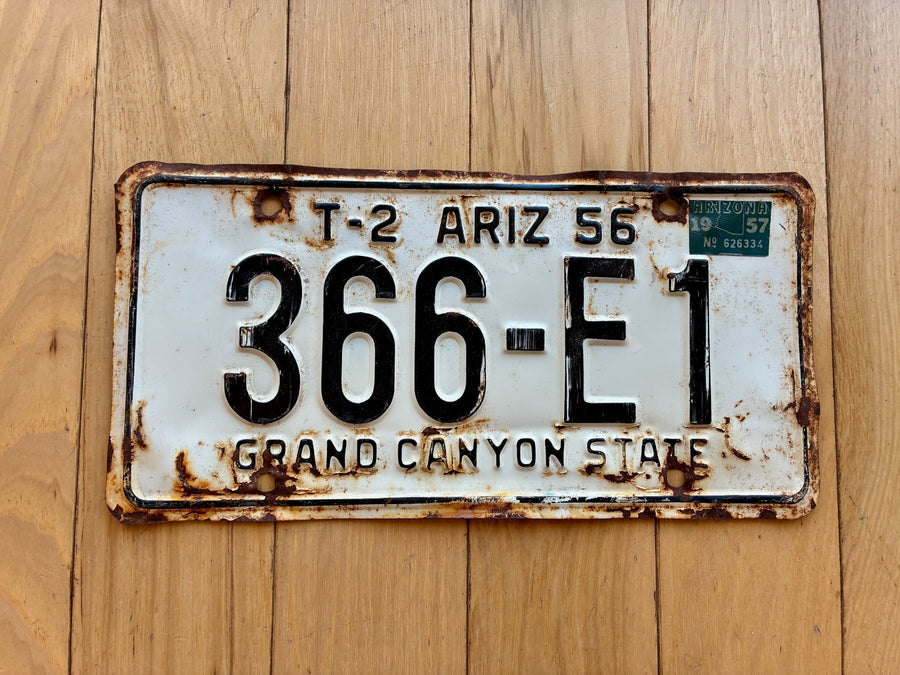 T-2 ARIZ 56
ARIZONA
19 57
Nº 626334
366-E1
GRAND CANYON STATE